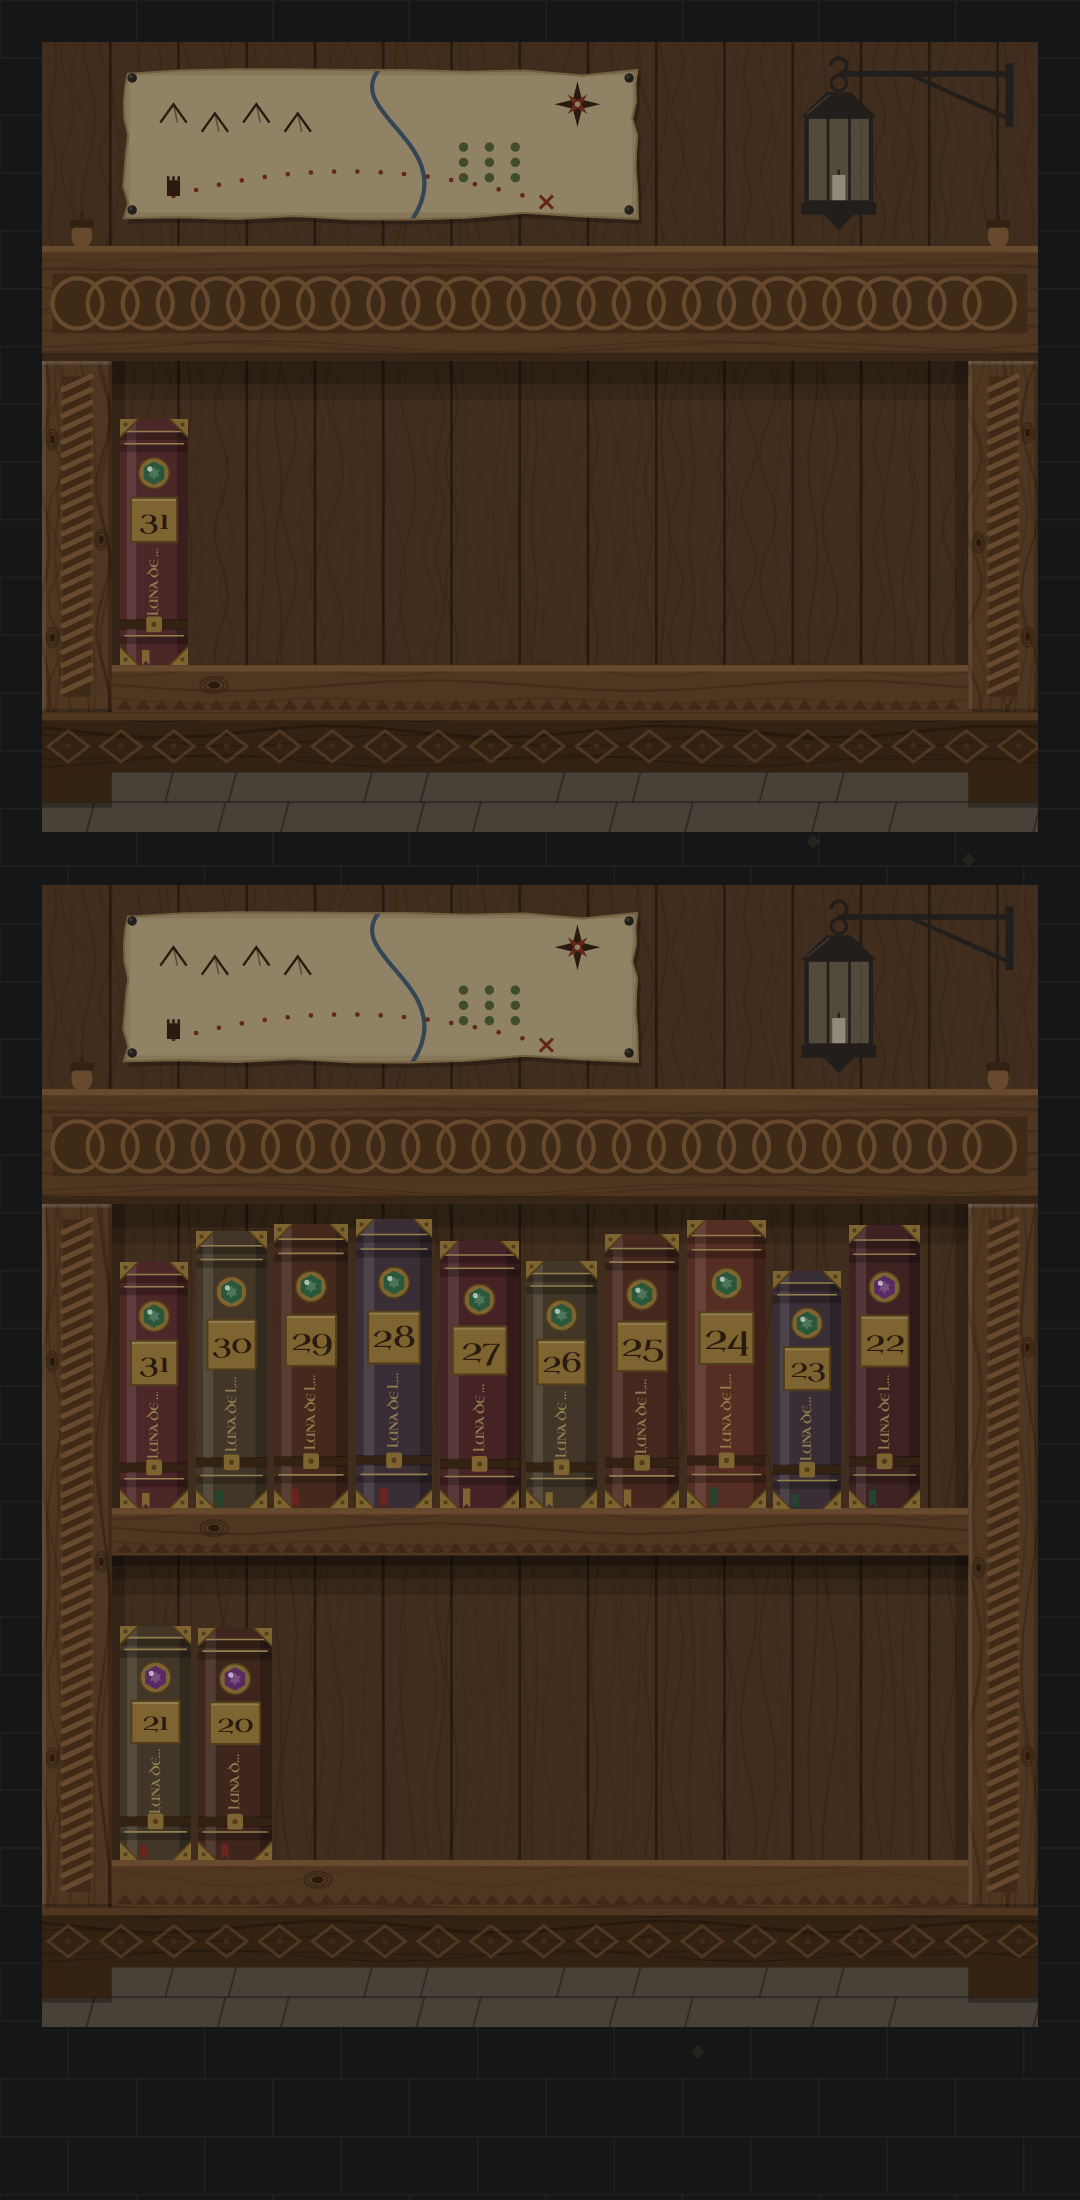 31
LUNA DE ...
31
LUNA DE ...
30
LUNA DE L...
29
LUNA DE L...
28
LUNA DE L...
27
LUNA DE ...
26
LUNA DE ...
25
LUNA DE L...
24
LUNA DE L...
23
LUNA DE...
22
LUNA DE L...
21
LUNA DE...
20
LUNA D...